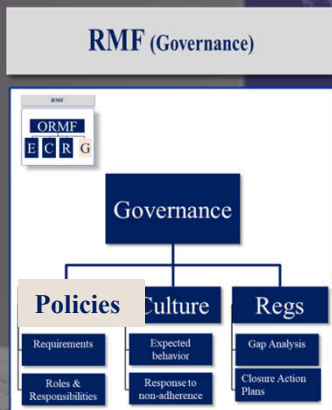 RMF (Governance)
RMF
ORMF
E C R G
Governance
Policies Culture Regs
Requirements
Roles &
Responsibilities
Expected
behavior
Response to
non-adherence
Gap Analysis
Closure Action
Plans